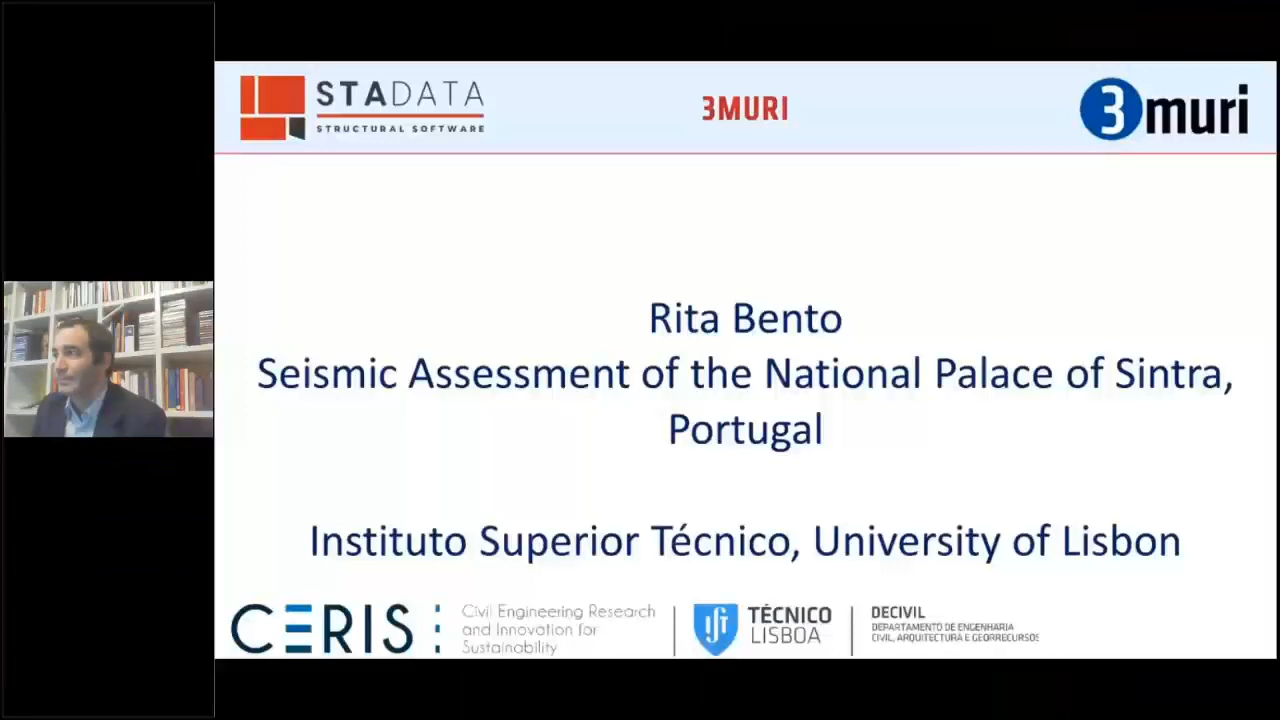 STADATA
STRUCTURAL SOFTWARE
3MURI
3muri
Rita Bento
Seismic Assessment of the National Palace of Sintra,
Portugal
Instituto Superior Técnico, University of Lisbon
CERIS
Civil Engineering Research
and Innovation for
Sustainability
TÉCNICO
LISBOA
DECIVIL
DEPARTAMENTO DE ENGENHARIA
CIVIL, ARQUITECTURA E GEORRECURSOS